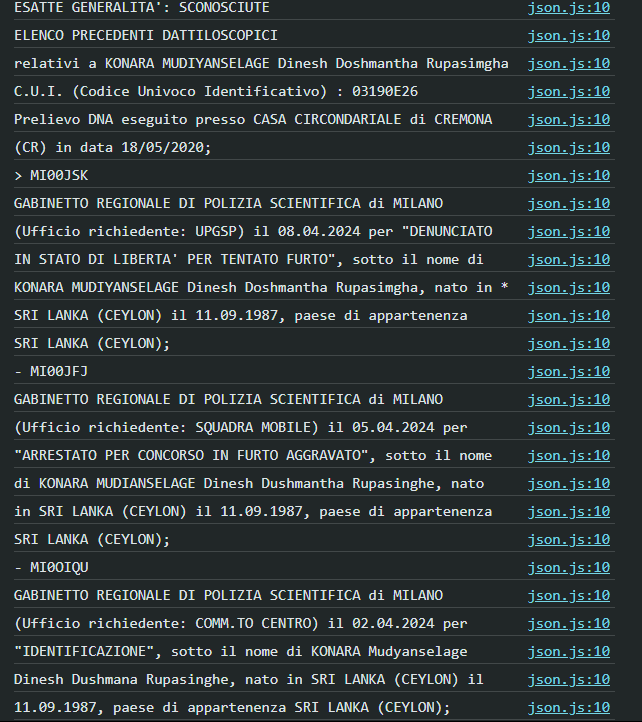 ESATTE GENERALITA': SCONOSCIUTE json.js:10
ELENCO PRECEDENTI DATTILOSCOPICI json.js:10
relativi a KONARA MUDIYANSELAGE Dinesh Doshmantha Rupasimgha json.js:10
C.U.I. (Codice Univoco Identificativo) : 03190E26 json.js:10
Prelievo DNA eseguito presso CASA CIRCONDARIALE di CREMONA json.js:10
(CR) in data 18/05/2020; json.js:10
> MI00JSK json.js:10
GABINETTO REGIONALE DI POLIZIA SCIENTIFICA di MILANO json.js:10
(Ufficio richiedente: UPGSP) il 08.04.2024 per "DENUNCIATO json.js:10
IN STATO DI LIBERTA' PER TENTATO FURTO", sotto il nome di json.js:10
KONARA MUDIYANSELAGE Dinesh Doshmantha Rupasimgha, nato in * json.js:10
SRI LANKA (CEYLON) il 11.09.1987, paese di appartenenza json.js:10
SRI LANKA (CEYLON); json.js:10
- MI00JFJ json.js:10
GABINETTO REGIONALE DI POLIZIA SCIENTIFICA di MILANO json.js:10
(Ufficio richiedente: SQUADRA MOBILE) il 05.04.2024 per json.js:10
"ARRESTATO PER CONCORSO IN FURTO AGGRAVATO", sotto il nome json.js:10
di KONARA MUDIANSELAGE Dinesh Dushmantha Rupasinghe, nato json.js:10
in SRI LANKA (CEYLON) il 11.09.1987, paese di appartenenza json.js:10
SRI LANKA (CEYLON); json.js:10
- MI0OIQU json.js:10
GABINETTO REGIONALE DI POLIZIA SCIENTIFICA di MILANO json.js:10
(Ufficio richiedente: COMM.TO CENTRO) il 02.04.2024 per json.js:10
"IDENTIFICAZIONE", sotto il nome di KONARA Mudyanselage json.js:10
Dinesh Dushmana Rupasinghe, nato in SRI LANKA (CEYLON) il json.js:10
11.09.1987, paese di appartenenza SRI LANKA (CEYLON); json.js:10